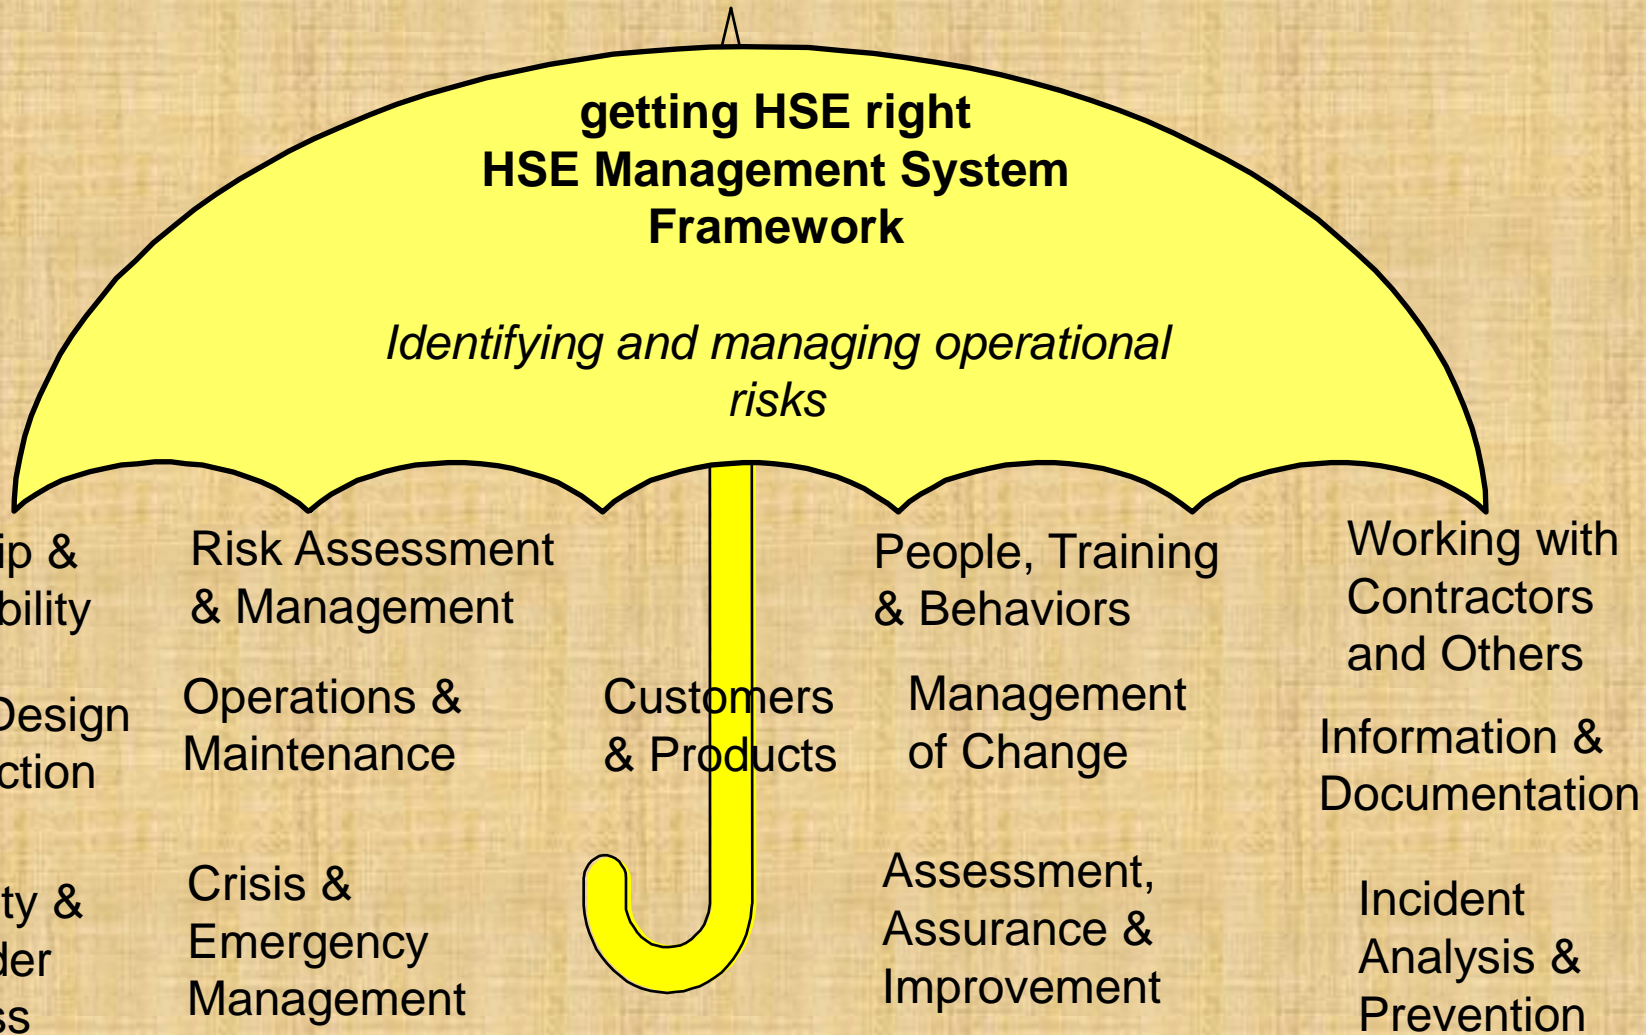 getting HSE right
HSE Management System
Framework
Identifying and managing operational
risks
ip &
bility
Risk Assessment
& Management
People, Training
& Behaviors
Working with
Contractors
and Others
Design
ction
Operations &
Maintenance
Customers
& Products
Management
of Change
Information &
Documentation
ty &
der
ss
Crisis &
Emergency
Management
Assessment,
Assurance &
Improvement
Incident
Analysis &
Prevention